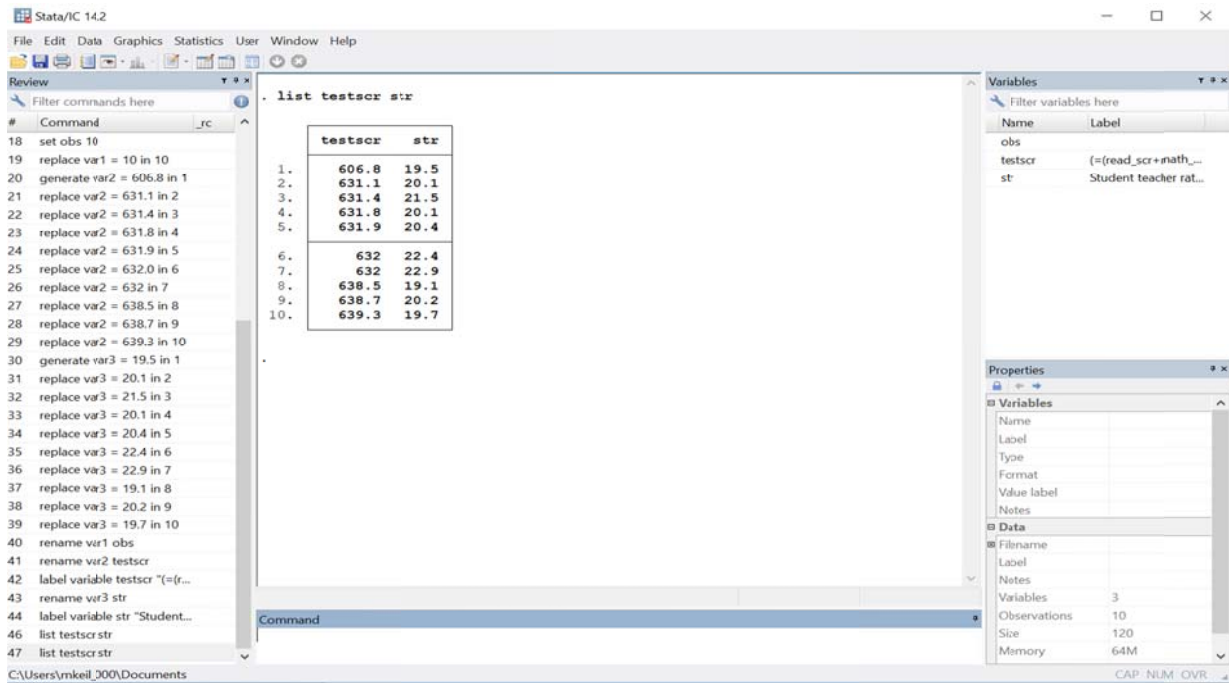 Stata/IC 14.2
File Edit Data Graphics Statistics User Window Help
Review
Filter commands here
# Command _rc
18 set obs 10
19 replace var1 = 10 in 10
20 generate var2 = 606.8 in 1
21 replace var2 = 631.1 in 2
22 replace var2 = 631.4 in 3
23 replace var2 = 631.8 in 4
24 replace var2 = 631.9 in 5
25 replace var2 = 632.0 in 6
26 replace var2 = 632 in 7
27 replace var2 = 638.5 in 8
28 replace var2 = 638.7 in 9
29 replace var2 = 639.3 in 10
30 generate var3 = 19.5 in 1
31 replace var3 = 20.1 in 2
32 replace var3 = 21.5 in 3
33 replace var3 = 20.1 in 4
34 replace var3 = 20.4 in 5
35 replace var3 = 22.4 in 6
36 replace var3 = 22.9 in 7
37 replace var3 = 19.1 in 8
38 replace var3 = 20.2 in 9
39 replace var3 = 19.7 in 10
40 rename var1 obs
41 rename var2 testscr
42 label variable testscr "(=(r...
43 rename var3 str
44 label variable str "Student...
46 list testscr str
47 list testscr str
. list testscr str
testscr str
1. 606.8 19.5
2. 631.1 20.1
3. 631.4 21.5
4. 631.8 20.1
5. 631.9 20.4
6. 632 22.4
7. 632 22.9
8. 638.5 19.1
9. 638.7 20.2
10. 639.3 19.7
.
Command
Variables
Filter variables here
Name Label
obs
testscr (=(read_scr+math_...
str Student teacher rat...
Properties
Variables
Name
Label
Type
Format
Value label
Notes
Data
Filename
Label
Notes
Variables 3
Observations 10
Size 120
Memory 64M
C:\Users\mkeil_000\Documents
CAP NUM OVR